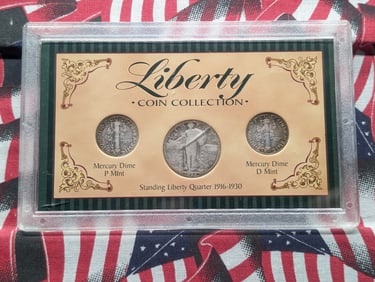 Liberty
• COIN COLLECTION •
Mercury Dime
P Mint
Mercury Dime
D Mint
Standing Liberty Quarter 1916-1930